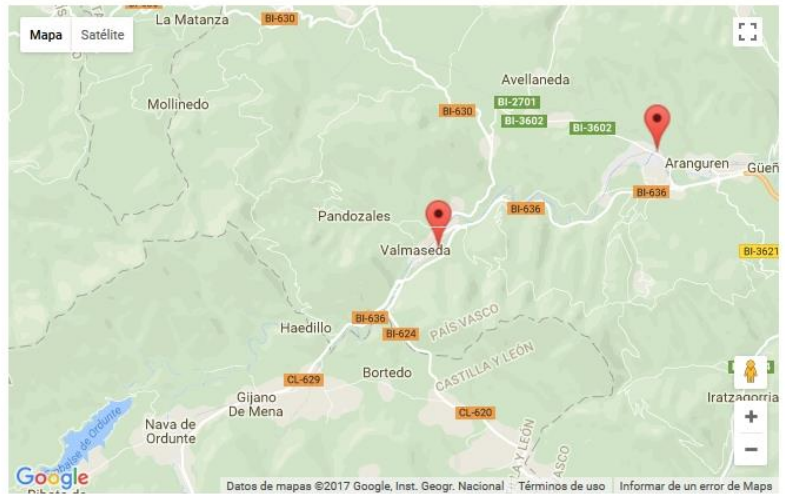 La Matanza
BI-630
Mapa
Satélite
Avellaneda
Mollinedo
BI-630
BI-2701
BI-3602
BI-3602
Aranguren
Güeñ
BI-636
BI-636
Pandozales
Valmaseda
BI-3621
BI-636
BI-624
PAÍS VASCO
Haedillo
CASTILLA Y LEÓN
Bortedo
CL-629
Gijano
De Mena
Iratzagorria
CL-620
Nava de
Ordunte
Embalse de Ordunte
+
−
Google
Datos de mapas ©2017 Google, Inst. Geogr. Nacional
Términos de uso
Informar de un error de Maps